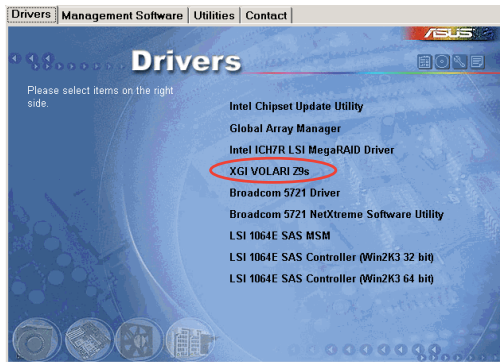 Drivers Management Software Utilities Contact
ASUS
Drivers
Please select items on the right
side.
Intel Chipset Update Utility
Global Array Manager
Intel ICH7R LSI MegaRAID Driver
XGI VOLARI Z9s
Broadcom 5721 Driver
Broadcom 5721 NetXtreme Software Utility
LSI 1064E SAS MSM
LSI 1064E SAS Controller (Win2K3 32 bit)
LSI 1064E SAS Controller (Win2K3 64 bit)